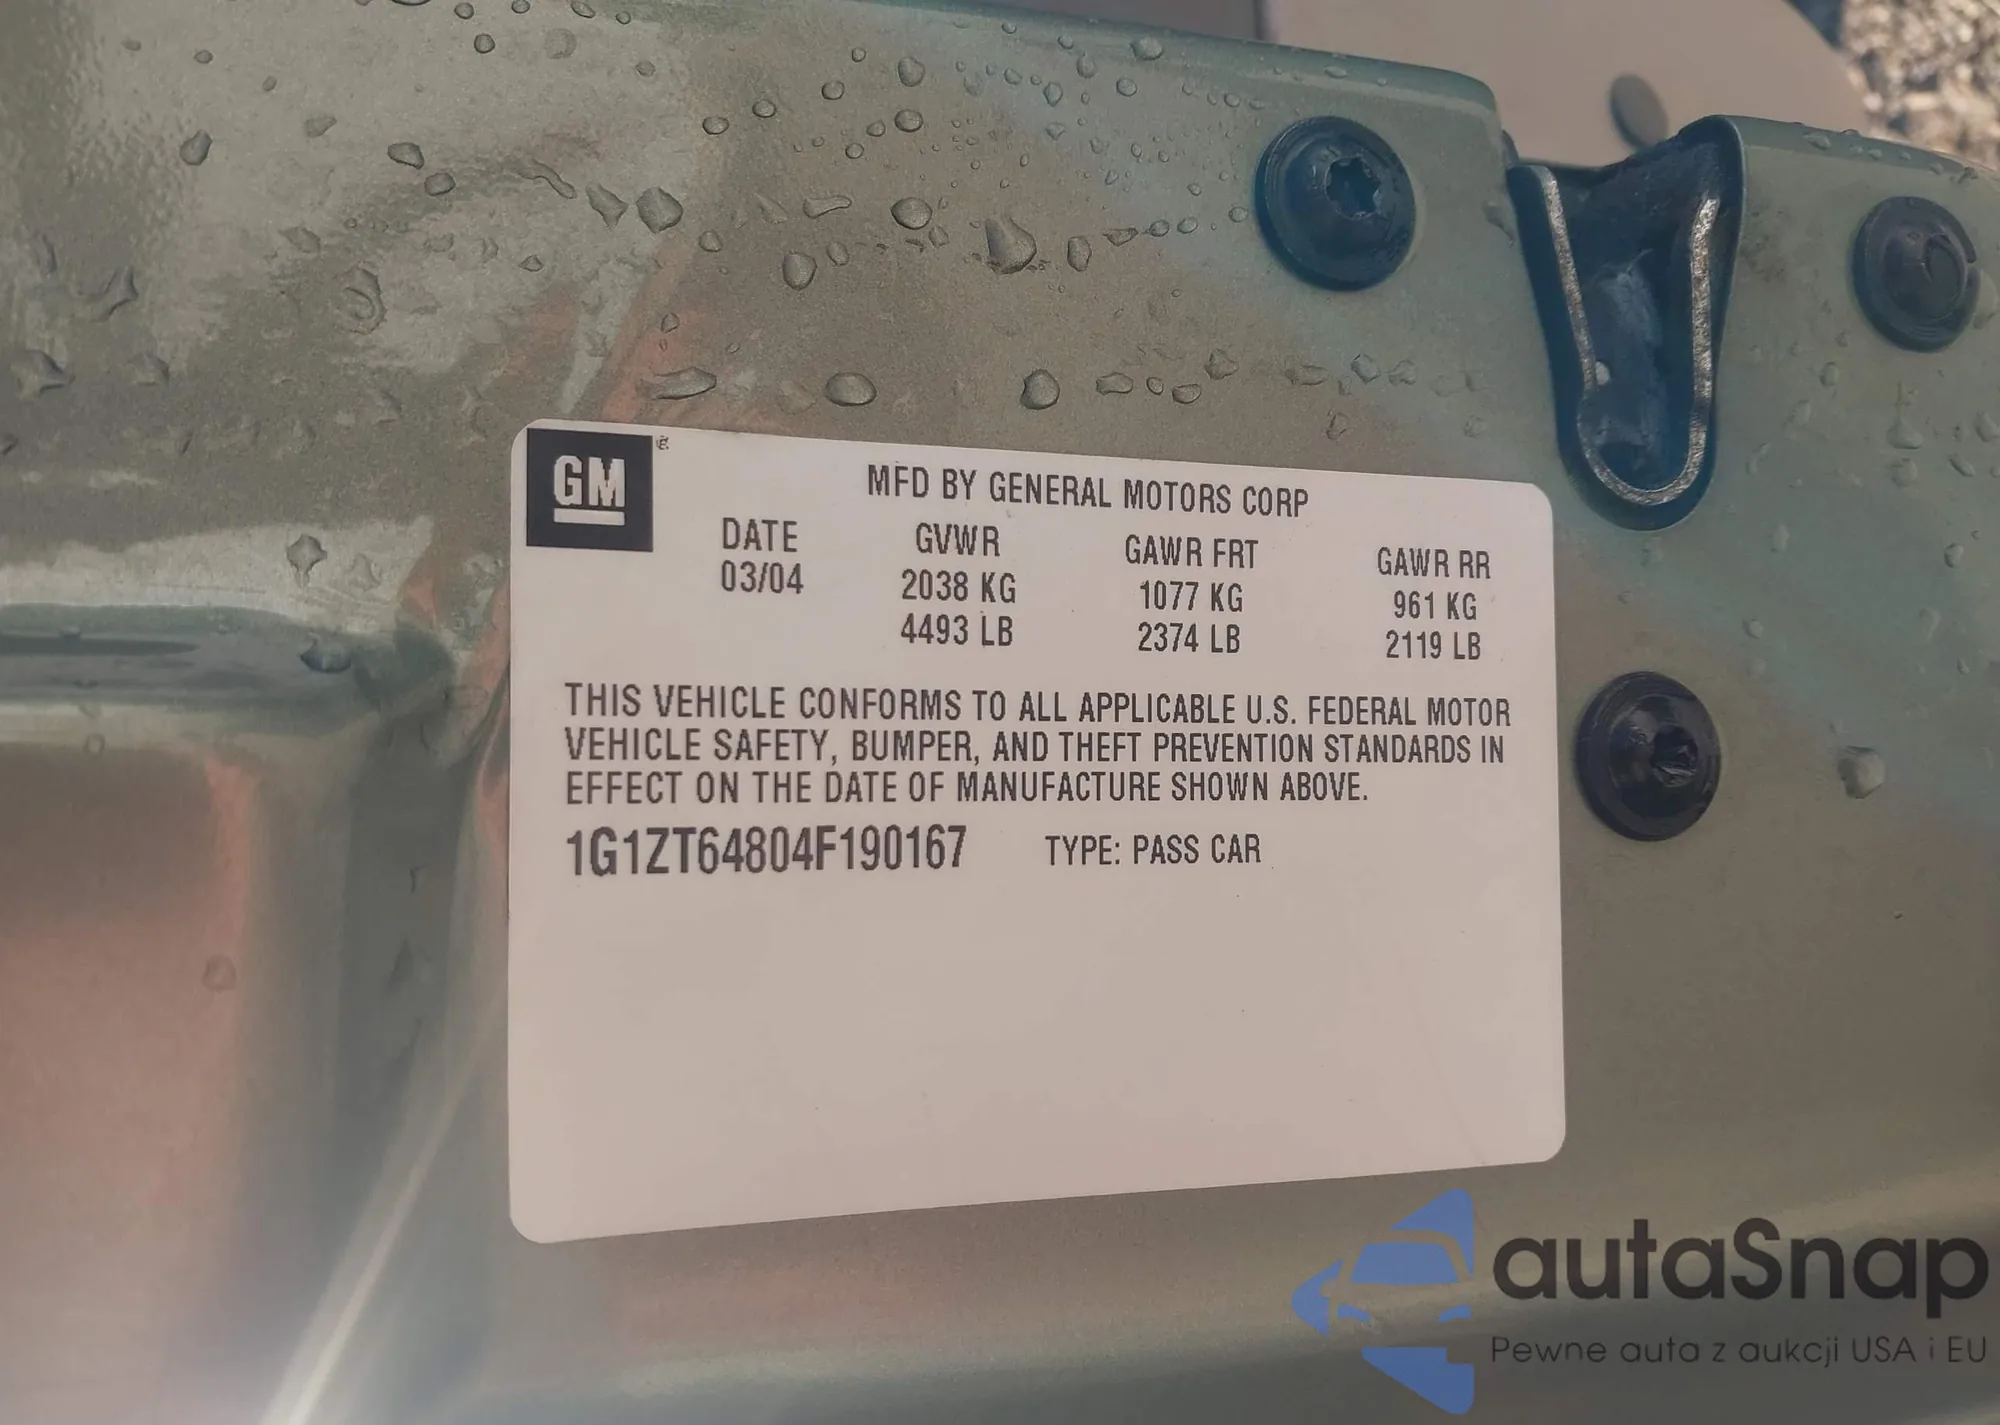 GM
MFD BY GENERAL MOTORS CORP
DATE GVWR GAWR FRT GAWR RR
03/04 2038 KG 1077 KG 961 KG
4493 LB 2374 LB 2119 LB
THIS VEHICLE CONFORMS TO ALL APPLICABLE U.S. FEDERAL MOTOR
VEHICLE SAFETY, BUMPER, AND THEFT PREVENTION STANDARDS IN
EFFECT ON THE DATE OF MANUFACTURE SHOWN ABOVE.
1G1ZT64804F190167 TYPE: PASS CAR
autaSnap
Pewne auta z aukcji USA i EU